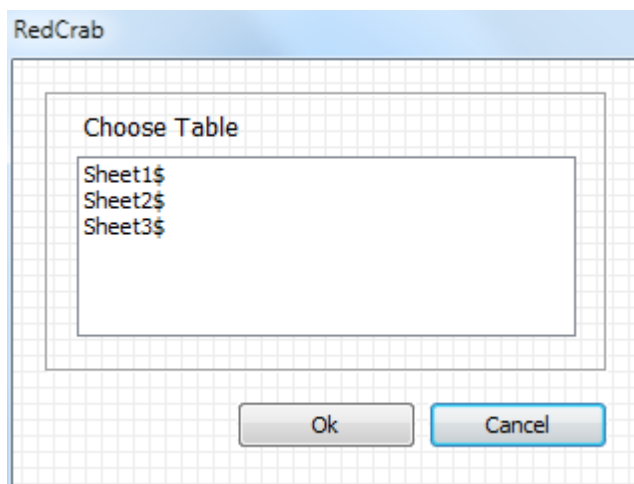 RedCrab
Choose Table
Sheet1$
Sheet2$
Sheet3$
Ok
Cancel